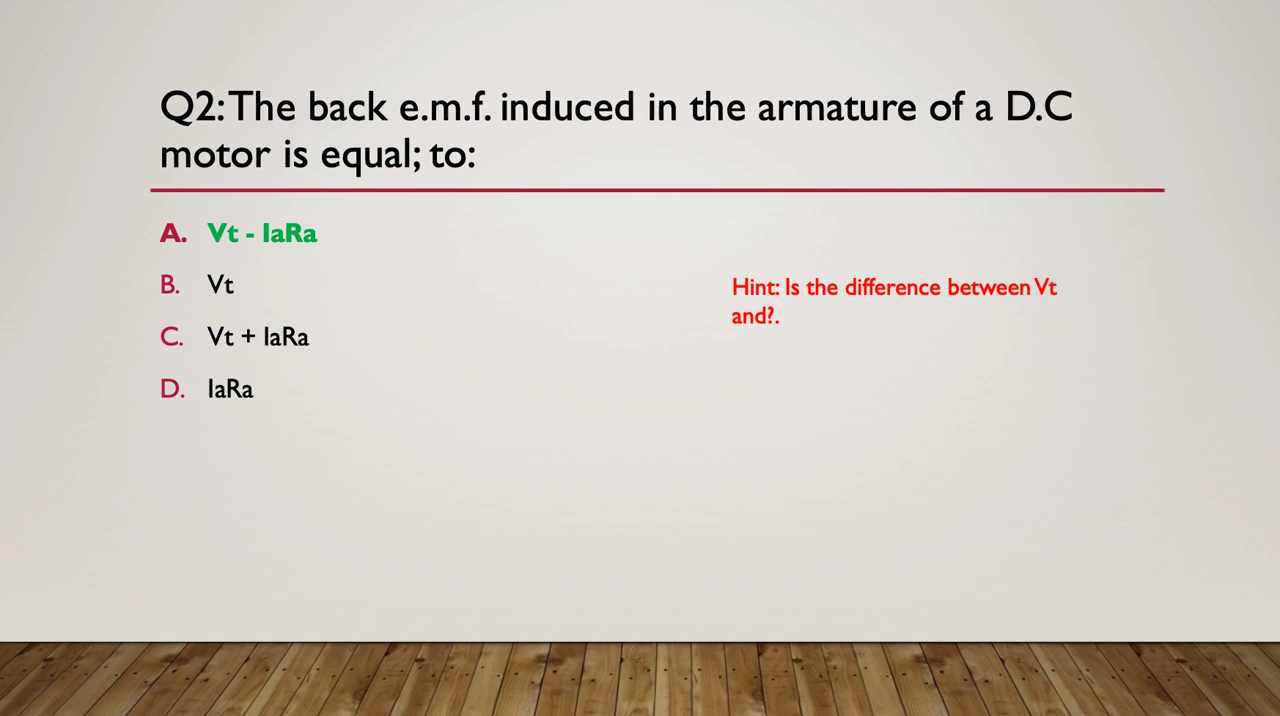 Q2: The back e.m.f. induced in the armature of a D.C
motor is equal; to:
A. Vt - IaRa
B. Vt
C. Vt + IaRa
D. IaRa
Hint: Is the difference between Vt
and?.